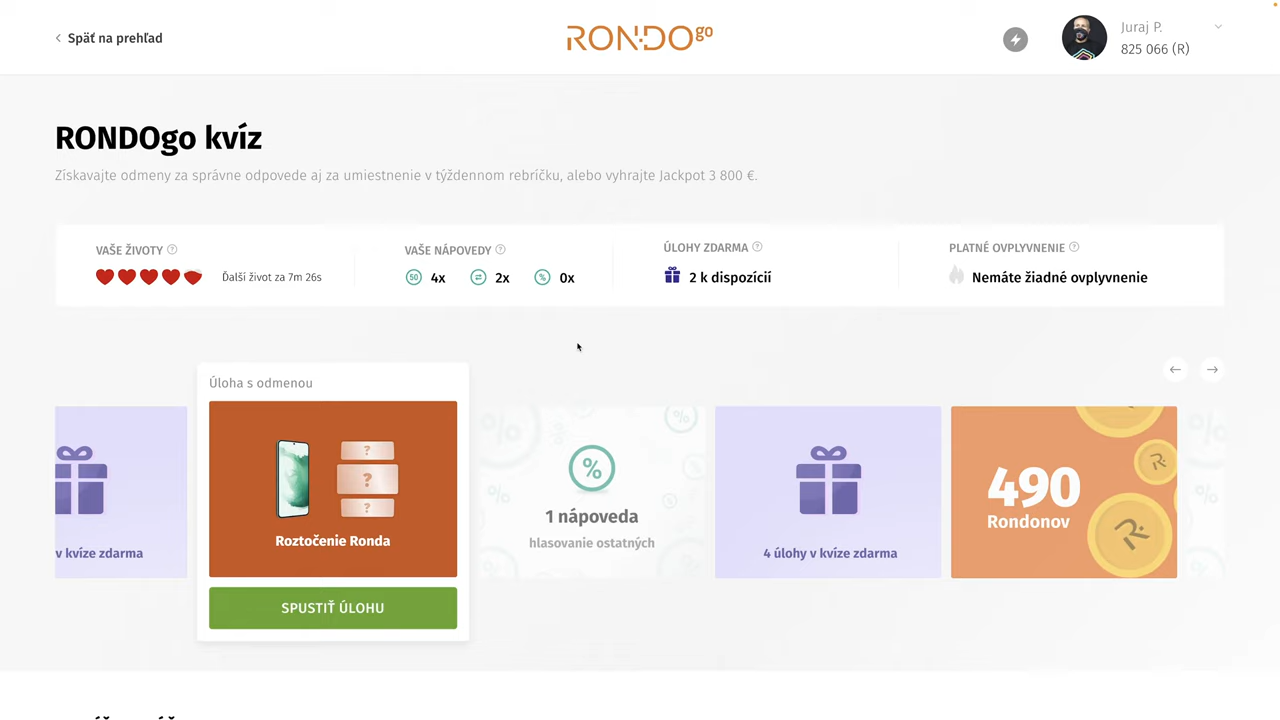 Späť na prehľad
RONDOgo
Juraj P.
825 066 (R)
RONDOgo kvíz
Získavajte odmeny za správne odpovede aj za umiestnenie v týždennom rebríčku, alebo vyhrajte Jackpot 3 800 €.
VAŠE ŽIVOTY ?
Ďalší život za 7m 26s
VAŠE NÁPOVEDY ?
50 4x 2x % 0x
ÚLOHY ZDARMA ?
2 k dispozícií
PLATNÉ OVPLYVNENIE ?
Nemáte žiadné ovplyvnenie
v kvíze zdarma
Úloha s odmenou
?
?
?
Roztočenie Ronda
SPUSTIŤ ÚLOHU
%
1 nápoveda
hlasovanie ostatných
4 úlohy v kvíze zdarma
490
Rondonov